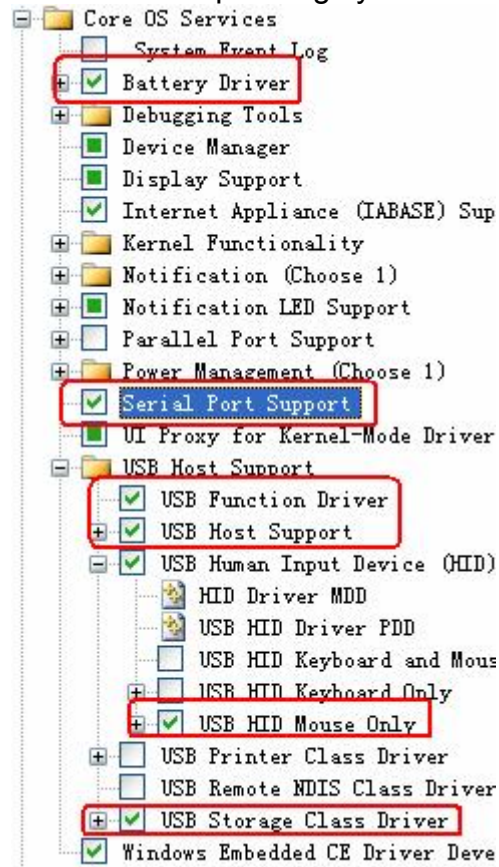 Core OS Services
System Event Log
Battery Driver
Debugging Tools
Device Manager
Display Support
Internet Appliance (IABASE) Sup
Kernel Functionality
Notification (Choose 1)
Notification LED Support
Parallel Port Support
Power Management (Choose 1)
Serial Port Support
UI Proxy for Kernel-Mode Driver
USB Host Support
USB Function Driver
USB Host Support
USB Human Input Device (HID)
HID Driver MDD
USB HID Driver PDD
USB HID Keyboard and Mous
USB HID Keyboard Only
USB HID Mouse Only
USB Printer Class Driver
USB Remote NDIS Class Driver
USB Storage Class Driver
Windows Embedded CE Driver Deve